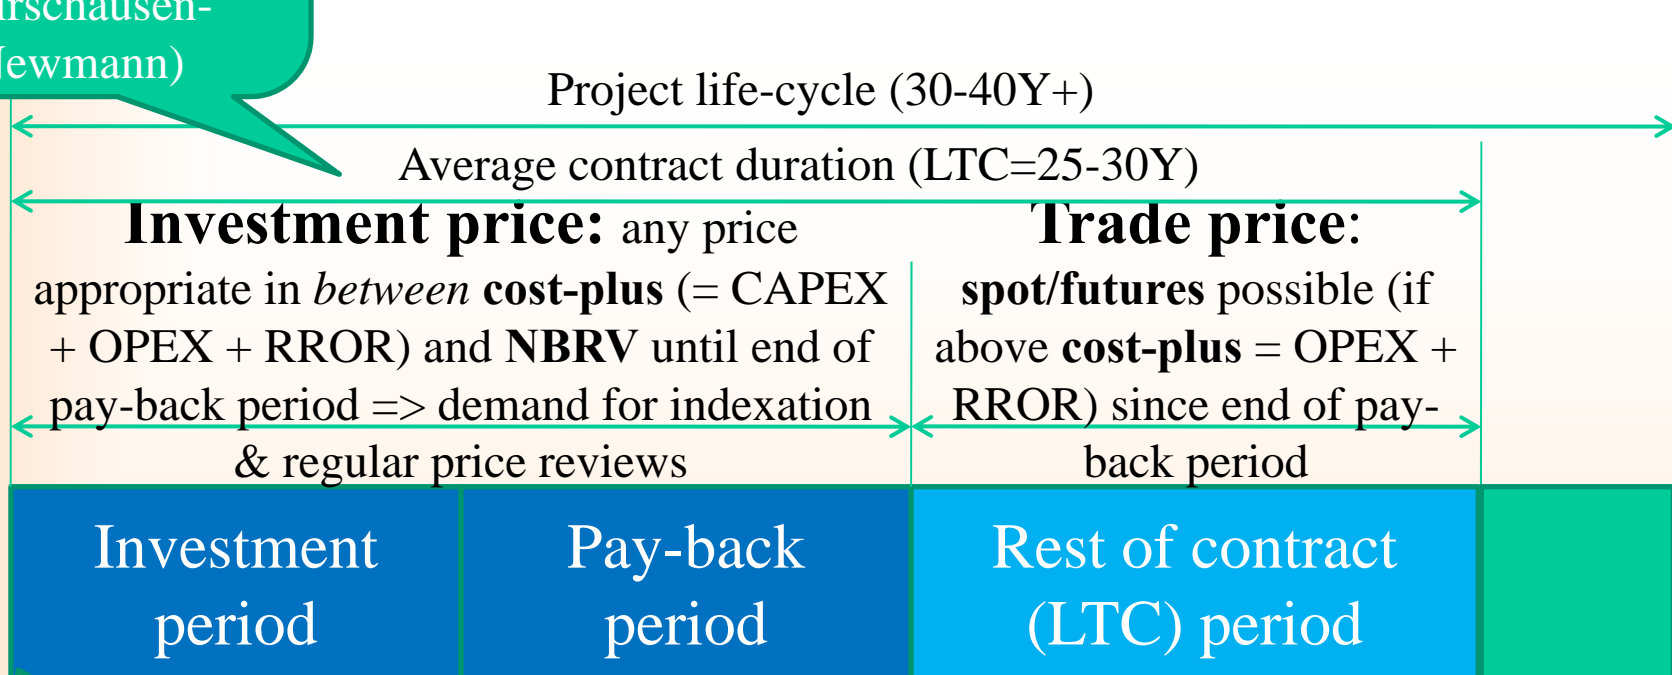 Newmann)
Project life-cycle (30-40Y+)
Average contract duration (LTC=25-30Y)
Investment price: any price
appropriate in between cost-plus (= CAPEX
+ OPEX + RROR) and NBRV until end of
pay-back period => demand for indexation
& regular price reviews
Trade price:
spot/futures possible (if
above cost-plus = OPEX +
RROR) since end of pay-
back period
Investment
period
Pay-back
period
Rest of contract
(LTC) period